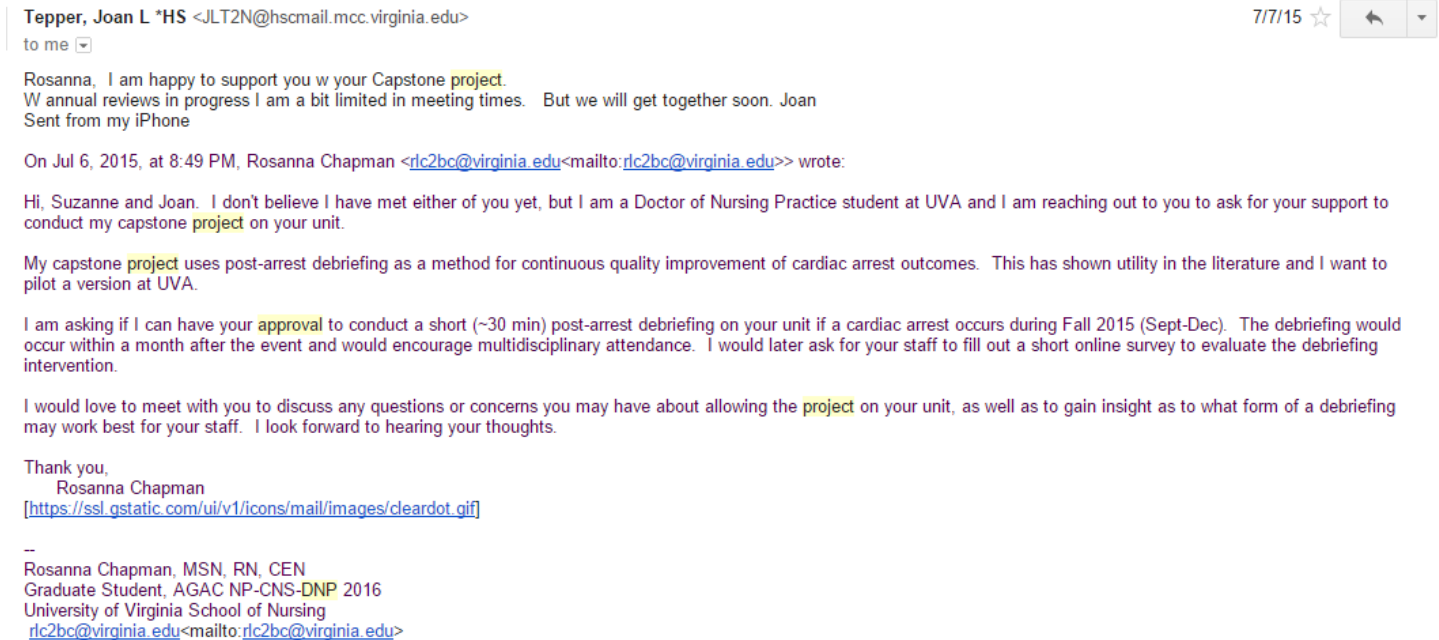 Tepper, Joan L *HS <JLT2N@hscmail.mcc.virginia.edu> 7/7/15
to me
Rosanna, I am happy to support you w your Capstone project.
W annual reviews in progress I am a bit limited in meeting times. But we will get together soon. Joan
Sent from my iPhone
On Jul 6, 2015, at 8:49 PM, Rosanna Chapman <rlc2bc@virginia.edu<mailto:rlc2bc@virginia.edu>> wrote:
Hi, Suzanne and Joan. I don't believe I have met either of you yet, but I am a Doctor of Nursing Practice student at UVA and I am reaching out to you to ask for your support to
conduct my capstone project on your unit.
My capstone project uses post-arrest debriefing as a method for continuous quality improvement of cardiac arrest outcomes. This has shown utility in the literature and I want to
pilot a version at UVA.
I am asking if I can have your approval to conduct a short (~30 min) post-arrest debriefing on your unit if a cardiac arrest occurs during Fall 2015 (Sept-Dec). The debriefing would
occur within a month after the event and would encourage multidisciplinary attendance. I would later ask for your staff to fill out a short online survey to evaluate the debriefing
intervention.
I would love to meet with you to discuss any questions or concerns you may have about allowing the project on your unit, as well as to gain insight as to what form of a debriefing
may work best for your staff. I look forward to hearing your thoughts.
Thank you,
Rosanna Chapman
[https://ssl.gstatic.com/ui/v1/icons/mail/images/cleardot.gif]
--
Rosanna Chapman, MSN, RN, CEN
Graduate Student, AGAC NP-CNS-DNP 2016
University of Virginia School of Nursing
rlc2bc@virginia.edu<mailto:rlc2bc@virginia.edu>